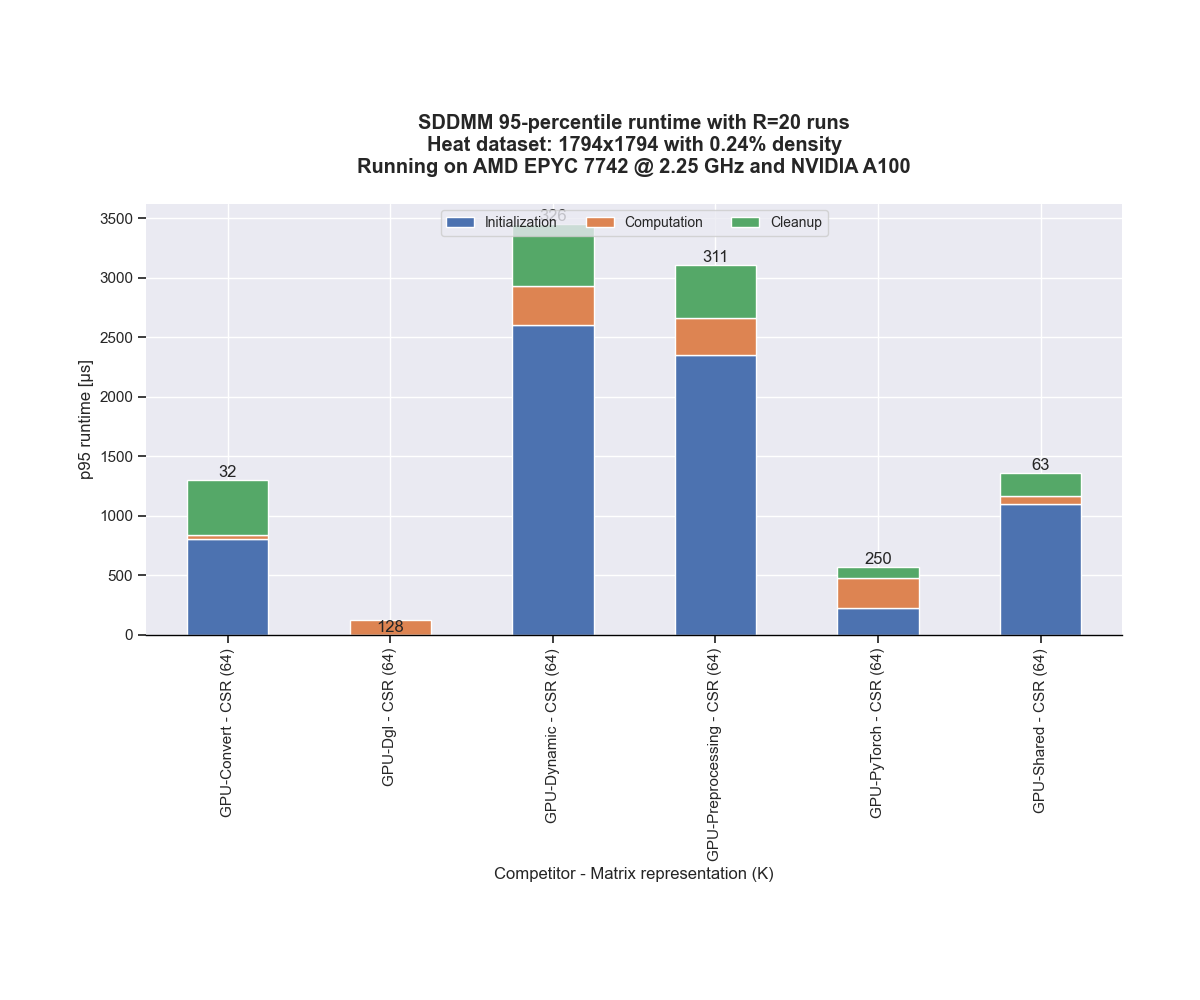 SDDMM 95-percentile runtime with R=20 runs
Heat dataset: 1794x1794 with 0.24% density
Running on AMD EPYC 7742 @ 2.25 GHz and NVIDIA A100
Initialization
Computation
Cleanup
p95 runtime [µs]
3500
3000
2500
2000
1500
1000
500
0
32
128
326
311
250
63
GPU-Convert - CSR (64)
GPU-Dgl - CSR (64)
GPU-Dynamic - CSR (64)
GPU-Preprocessing - CSR (64)
GPU-PyTorch - CSR (64)
GPU-Shared - CSR (64)
Competitor - Matrix representation (K)